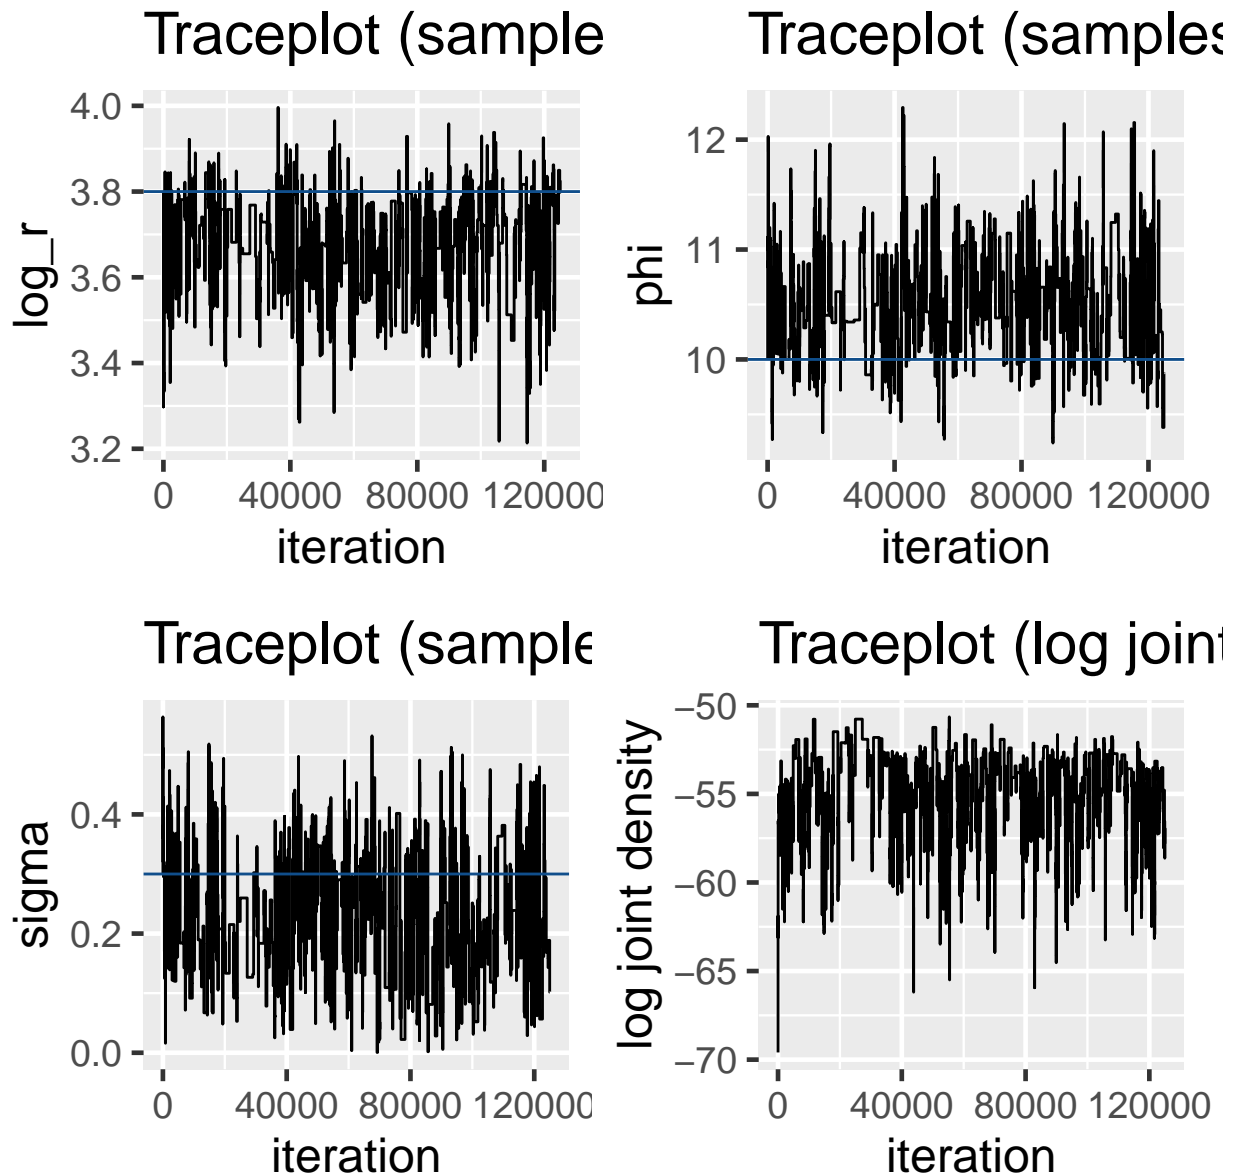 Traceplot (sample
4.0
3.8
3.6
3.4
3.2
log_r
0 40000 80000 120000
iteration
Traceplot (samples
12
11
10
phi
0 40000 80000 120000
iteration
Traceplot (sample
0.4
0.2
0.0
sigma
0 40000 80000 120000
iteration
Traceplot (log joint
−50
−55
−60
−65
−70
log joint density
0 40000 80000 120000
iteration